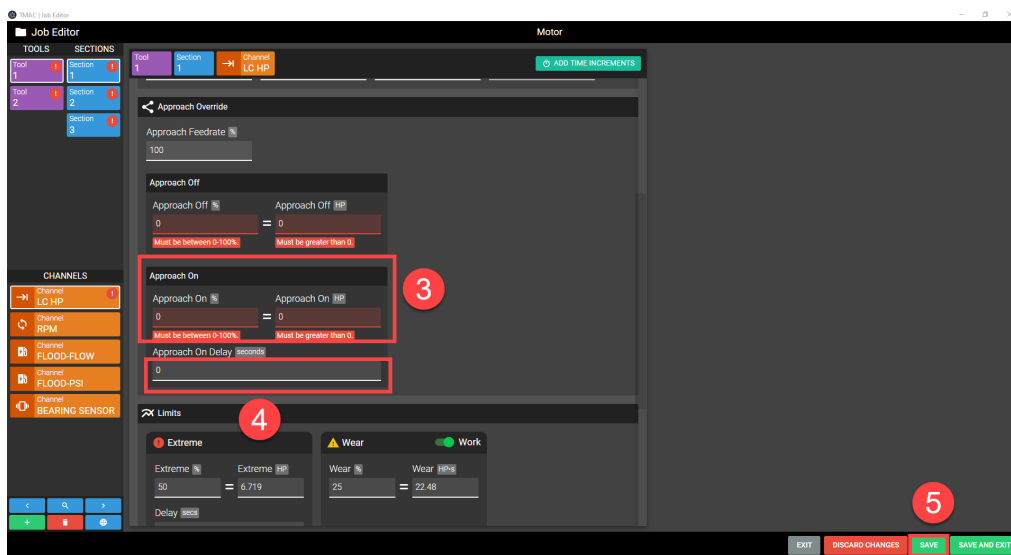 TMAC | Job Editor
Job Editor
Motor
TOOLS SECTIONS
Tool
1
!
Section
1
!
Tool
2
!
Section
2
!
Section
3
!
Tool
1
Section
1
Channel
LC HP
ADD TIME INCREMENTS
Approach Override
Approach Feedrate %
100
Approach Off
Approach Off % Approach Off HP
0 = 0
Must be between 0-100%. Must be greater than 0.
Approach On
Approach On % Approach On HP
0 = 0
Must be between 0-100%. Must be greater than 0.
3
Approach On Delay seconds
0
4
Limits
! Extreme
Extreme % Extreme HP
50 = 6.719
Delay secs
Wear Work
Wear % Wear HP-s
25 = 22.48
CHANNELS
Channel
LC HP
!
Channel
RPM
Channel
FLOOD-FLOW
Channel
FLOOD-PSI
Channel
BEARING SENSOR
5
EXIT DISCARD CHANGES SAVE SAVE AND EXIT